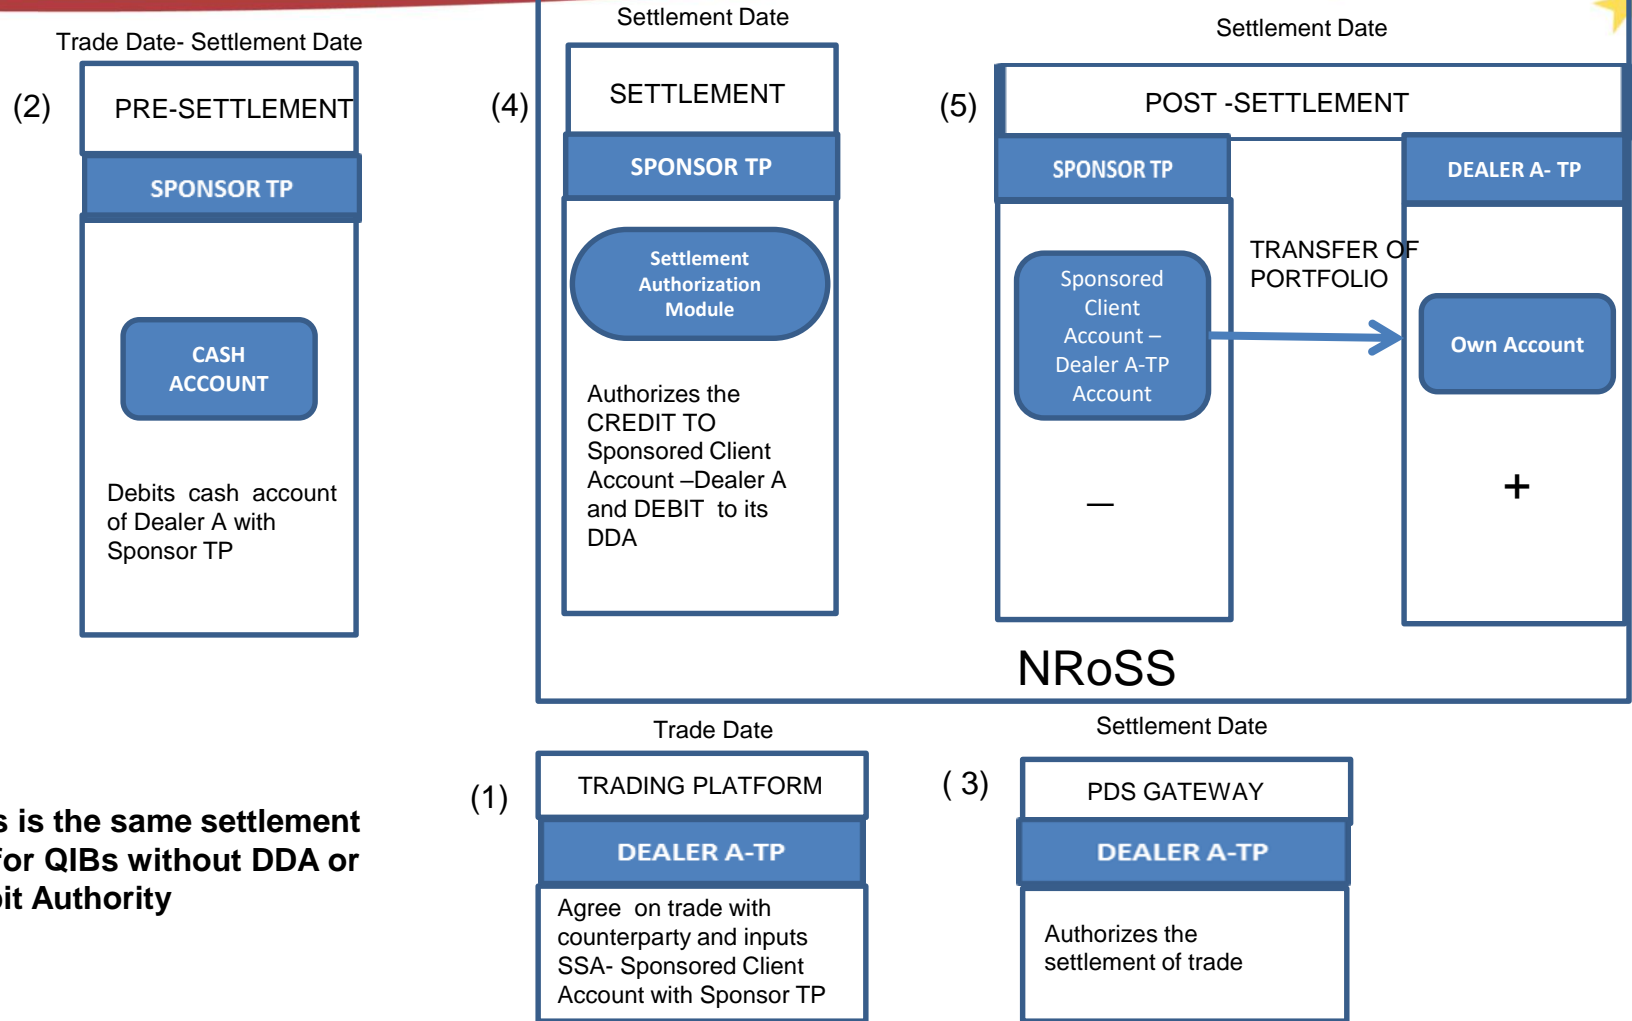 Trade Date- Settlement Date
(2)
PRE-SETTLEMENT
SPONSOR TP
CASH
ACCOUNT
Debits cash account
of Dealer A with
Sponsor TP
Settlement Date
(4)
SETTLEMENT
SPONSOR TP
Settlement
Authorization
Module
Authorizes the
CREDIT TO
Sponsored Client
Account –Dealer A
and DEBIT to its
DDA
Settlement Date
(5)
POST -SETTLEMENT
SPONSOR TP
DEALER A- TP
Sponsored
Client
Account –
Dealer A-TP
Account
TRANSFER OF
PORTFOLIO
Own Account
–
+
NRoSS
Trade Date
(1)
TRADING PLATFORM
DEALER A-TP
Agree on trade with
counterparty and inputs
SSA- Sponsored Client
Account with Sponsor TP
Settlement Date
( 3)
PDS GATEWAY
DEALER A-TP
Authorizes the
settlement of trade
is the same settlement
for QIBs without DDA or
Authority